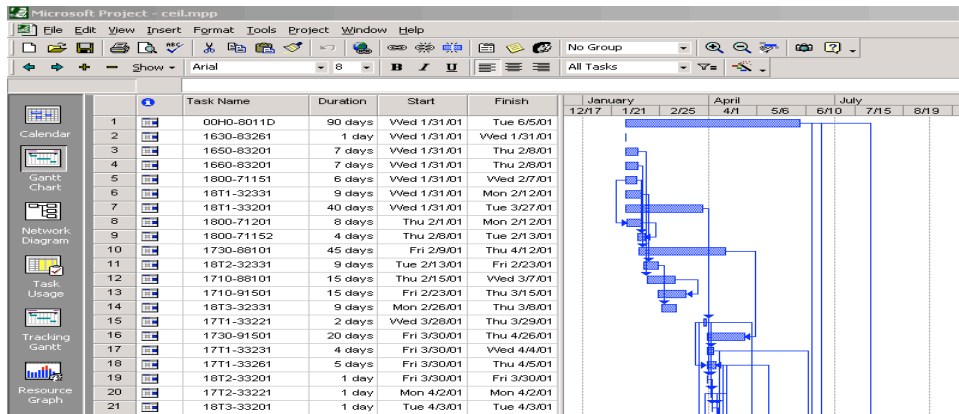 Microsoft Project - ceil.mpp
File Edit View Insert Format Tools Project Window Help
ABC No Group
Show Arial 8 B I U All Tasks
Task Name Duration Start Finish January April July
12/17 1/21 2/25 4/1 5/6 6/10 7/15 8/19
1 00H0-8011D 90 days Wed 1/31/01 Tue 6/5/01
2 1630-83261 1 day Wed 1/31/01 Wed 1/31/01
3 1650-83201 7 days Wed 1/31/01 Thu 2/8/01
4 1660-83201 7 days Wed 1/31/01 Thu 2/8/01
5 1800-71151 6 days Wed 1/31/01 Wed 2/7/01
6 18T1-32331 9 days Wed 1/31/01 Mon 2/12/01
7 18T1-33201 40 days Wed 1/31/01 Tue 3/27/01
8 1800-71201 8 days Thu 2/1/01 Mon 2/12/01
9 1800-71152 4 days Thu 2/8/01 Tue 2/13/01
10 1730-88101 45 days Fri 2/9/01 Thu 4/12/01
11 18T2-32331 9 days Tue 2/13/01 Fri 2/23/01
12 1710-88101 15 days Thu 2/15/01 Wed 3/7/01
13 1710-91501 15 days Fri 2/23/01 Thu 3/15/01
14 18T3-32331 9 days Mon 2/26/01 Thu 3/8/01
15 17T1-33221 2 days Wed 3/28/01 Thu 3/29/01
16 1730-91501 20 days Fri 3/30/01 Thu 4/26/01
17 17T1-33231 4 days Fri 3/30/01 Wed 4/4/01
18 17T1-33261 5 days Fri 3/30/01 Thu 4/5/01
19 18T2-33201 1 day Fri 3/30/01 Fri 3/30/01
20 17T2-33221 1 day Mon 4/2/01 Mon 4/2/01
21 18T3-33201 1 day Tue 4/3/01 Tue 4/3/01
Calendar
Gantt
Chart
Network
Diagram
Task
Usage
Tracking
Gantt
Resource
Graph